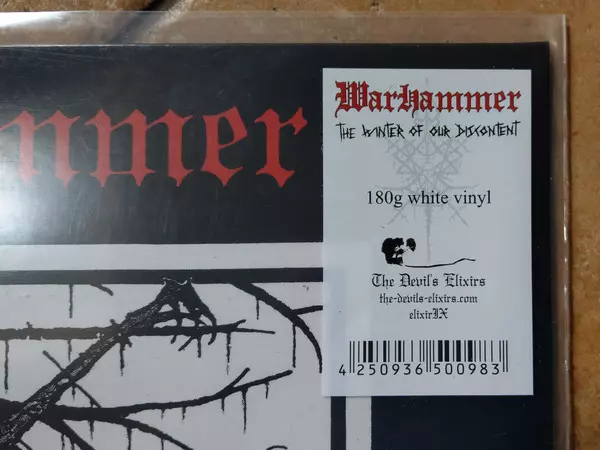 mmer
Warhammer
THE WINTER OF OUR DISCONTENT
180g white vinyl
The Devil's Elixirs
the-devils-elixirs.com
elixirIX
4 250936 500983